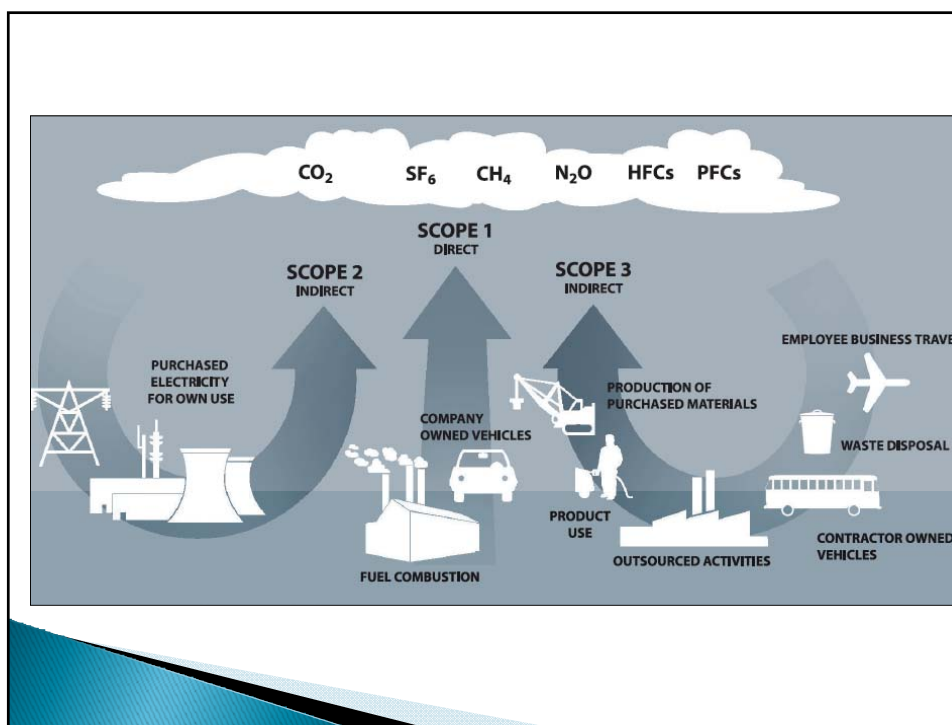 CO₂ SF₆ CH₄ N₂O HFCs PFCs
SCOPE 1
DIRECT
SCOPE 2
INDIRECT
SCOPE 3
INDIRECT
PURCHASED
ELECTRICITY
FOR OWN USE
COMPANY
OWNED VEHICLES
FUEL COMBUSTION
PRODUCTION OF
PURCHASED MATERIALS
PRODUCT
USE
OUTSOURCED ACTIVITIES
EMPLOYEE BUSINESS TRAVE
WASTE DISPOSAL
CONTRACTOR OWNED
VEHICLES